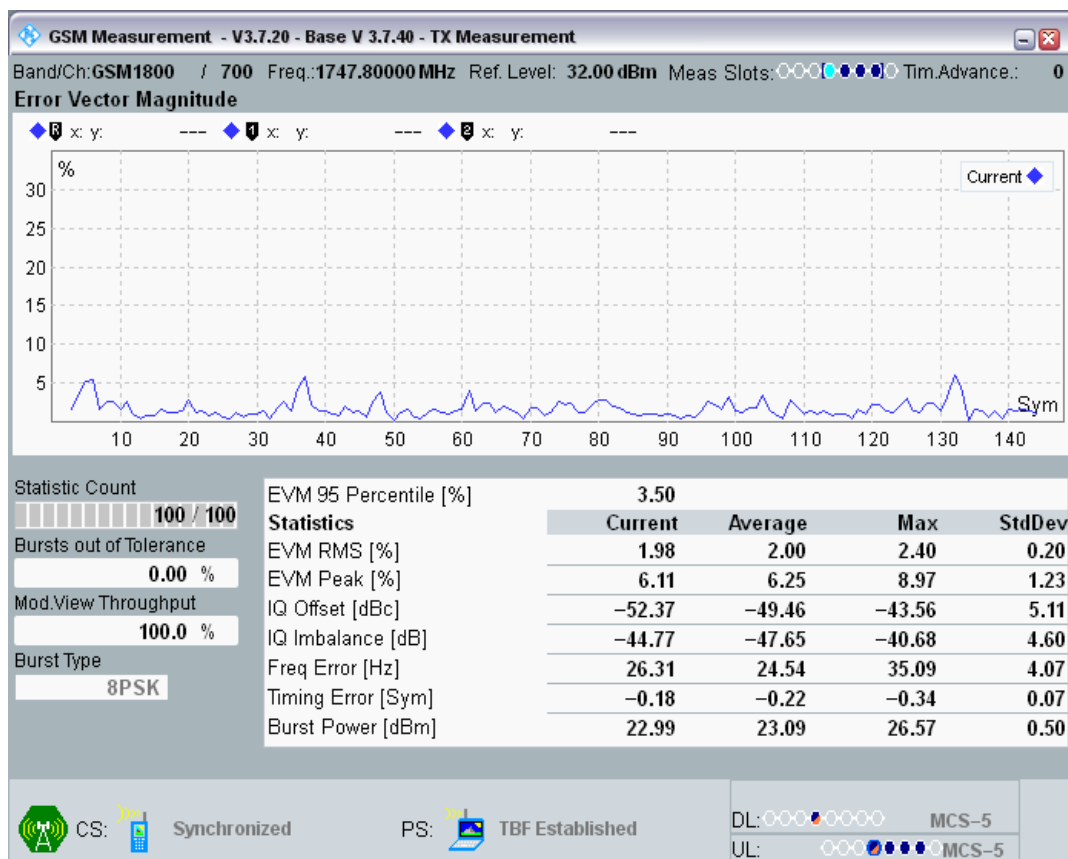 GSM Measurement - V3.7.20 - Base V 3.7.40 - TX Measurement
Band/Ch:GSM1800 / 700 Freq.:1747.80000 MHz Ref. Level: 32.00 dBm Meas Slots: Tim.Advance.: 0
Error Vector Magnitude
R x: y: --- 1 x: y: --- 2 x: y: ---
%
Current
30
25
20
15
10
5
Sym
10 20 30 40 50 60 70 80 90 100 110 120 130 140
Statistic Count
100 / 100
Bursts out of Tolerance
0.00 %
Mod.View Throughput
100.0 %
Burst Type
8PSK
EVM 95 Percentile [%] 3.50
Statistics Current Average Max StdDev
EVM RMS [%] 1.98 2.00 2.40 0.20
EVM Peak [%] 6.11 6.25 8.97 1.23
IQ Offset [dBc] −52.37 −49.46 −43.56 5.11
IQ Imbalance [dB] −44.77 −47.65 −40.68 4.60
Freq Error [Hz] 26.31 24.54 35.09 4.07
Timing Error [Sym] −0.18 −0.22 −0.34 0.07
Burst Power [dBm] 22.99 23.09 26.57 0.50
CS: Synchronized PS: TBF Established
DL: MCS−5
UL: MCS−5